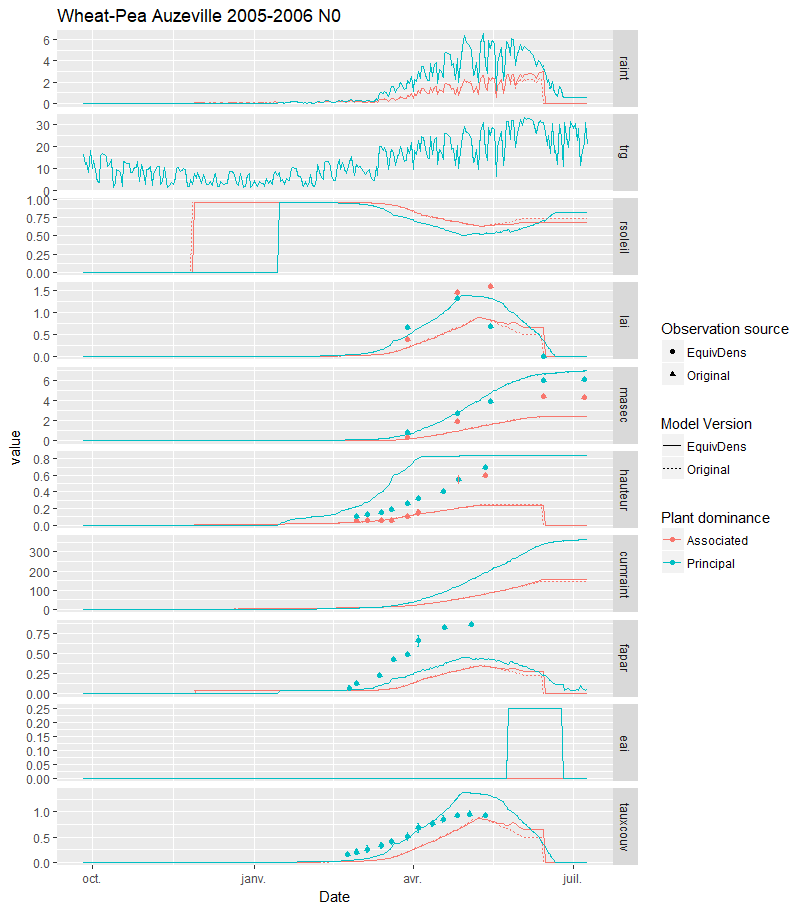 Wheat-Pea Auzeville 2005-2006 N0
value
6
4
2
0
raint
30
20
10
0
trg
1.00
0.75
0.50
0.25
0.00
rsoleil
1.5
1.0
0.5
0.0
lai
6
4
2
0
masec
0.8
0.6
0.4
0.2
0.0
hauteur
300
200
100
0
cumraint
0.75
0.50
0.25
0.00
fapar
0.25
0.20
0.15
0.10
0.05
0.00
eai
1.0
0.5
0.0
tauxcouv
oct.
janv.
avr.
juil.
Date
Observation source
EquivDens
Original
Model Version
EquivDens
Original
Plant dominance
Associated
Principal